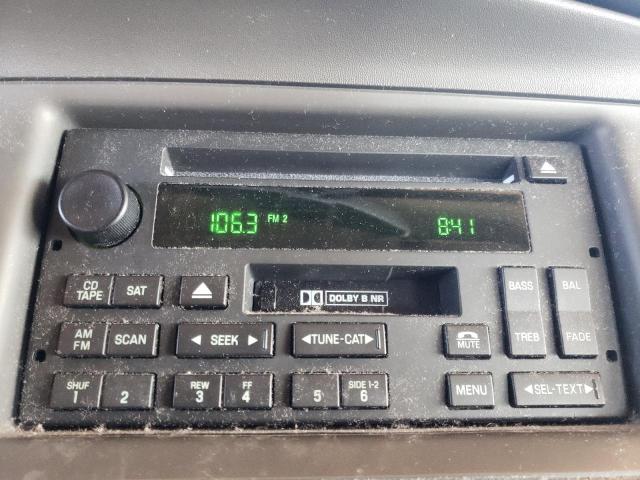 106.3 FM 2 8:41
DOLBY B NR
CD TAPE
SAT
BASS
BAL
AM FM
SCAN
◄ SEEK ►
◄TUNE-CAT►
MUTE
TREB
FADE
SHUF 1
2
REW 3
FF 4
5
SIDE 1-2 6
MENU
◄SEL-TEXT►